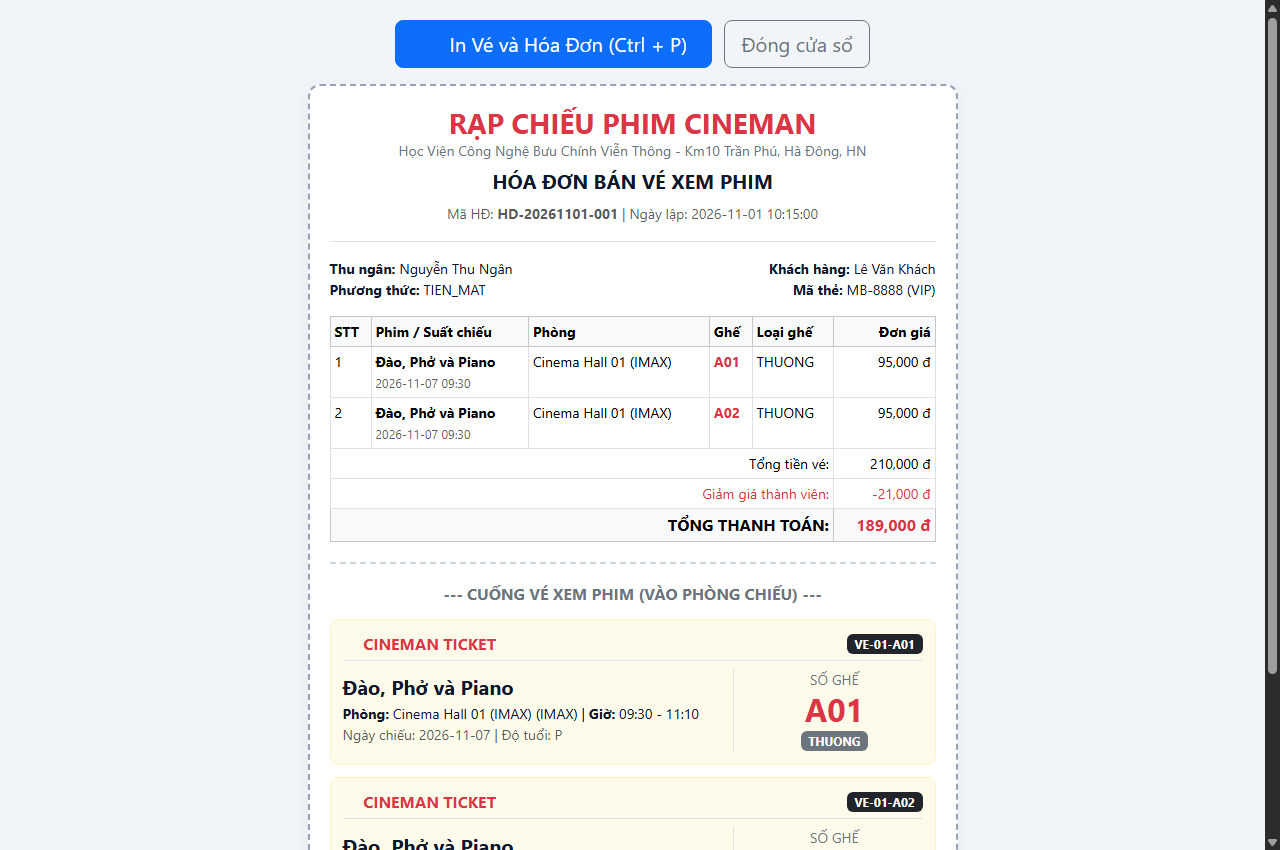 In Vé và Hóa Đơn (Ctrl + P)
Đóng cửa sổ
RẠP CHIẾU PHIM CINEMAN
Học Viện Công Nghệ Bưu Chính Viễn Thông - Km10 Trần Phú, Hà Đông, HN
HÓA ĐƠN BÁN VÉ XEM PHIM
Mã HĐ: HD-20261101-001 | Ngày lập: 2026-11-01 10:15:00
Thu ngân: Nguyễn Thu Ngân
Khách hàng: Lê Văn Khách
Phương thức: TIEN_MAT
Mã thẻ: MB-8888 (VIP)
STT Phim / Suất chiếu Phòng Ghế Loại ghế Đơn giá
1 Đào, Phở và Piano Cinema Hall 01 (IMAX) A01 THUONG 95,000 đ
2026-11-07 09:30
2 Đào, Phở và Piano Cinema Hall 01 (IMAX) A02 THUONG 95,000 đ
2026-11-07 09:30
Tổng tiền vé: 210,000 đ
Giảm giá thành viên: -21,000 đ
TỔNG THANH TOÁN: 189,000 đ
--- CUỐNG VÉ XEM PHIM (VÀO PHÒNG CHIẾU) ---
CINEMAN TICKET
VE-01-A01
Đào, Phở và Piano
Phòng: Cinema Hall 01 (IMAX) (IMAX) | Giờ: 09:30 - 11:10
Ngày chiếu: 2026-11-07 | Độ tuổi: P
SỐ GHẾ
A01
THUONG
CINEMAN TICKET
VE-01-A02
Đào, Phở và Piano
SỐ GHẾ